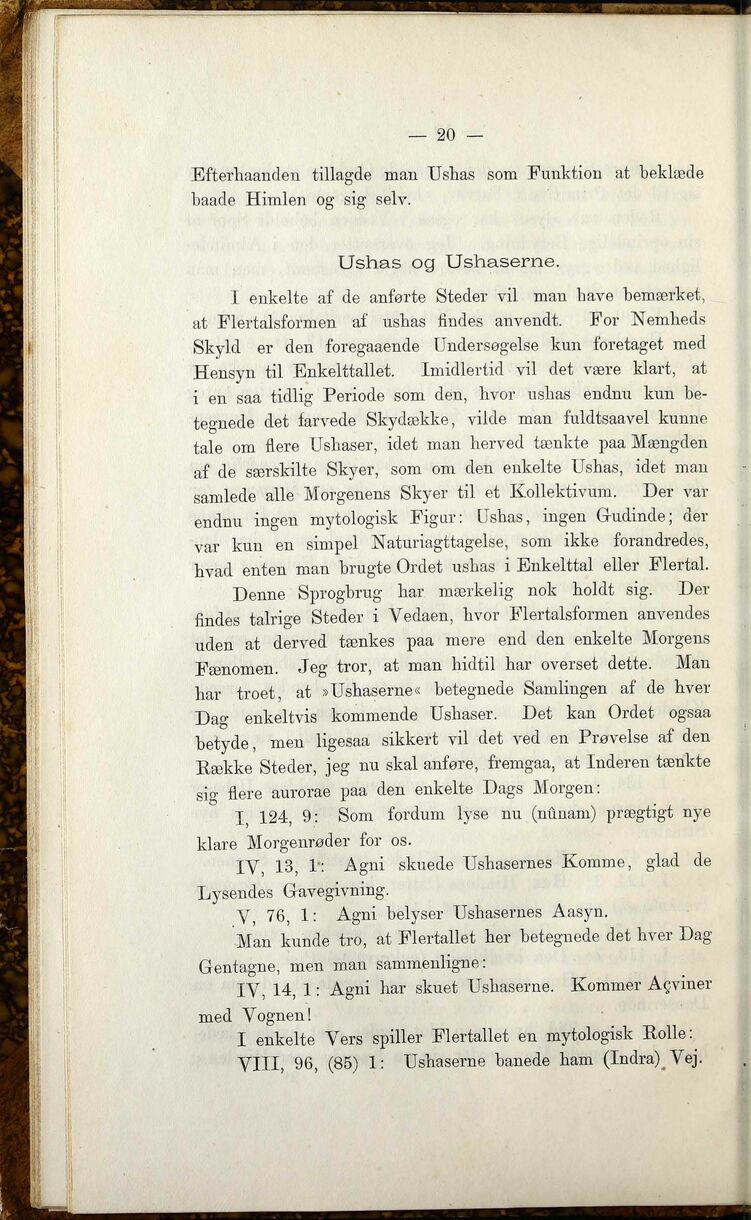 — 20 —
Efterhaanden tillagde man Ushas som Funktion at beklæde
baade Himlen og sig selv.
Ushas og Ushaserne.
I enkelte af de anførte Steder vil man have bemærket,
at Flertalsformen af ushas findes anvendt. For Nemheds
Skyld er den foregaaende Undersøgelse kun foretaget med
Hensyn til Enkelttallet. Imidlertid vil det være klart, at
i en saa tidlig Periode som den, hvor ushas endnu kun be-
tegnede det farvede Skydække, vilde man fuldtsaavel kunne
tale om flere Ushaser, idet man herved tænkte paa Mængden
af de særskilte Skyer, som om den enkelte Ushas, idet man
samlede alle Morgenens Skyer til et Kollektivum. Der var
endnu ingen mytologisk Figur: Ushas, ingen Gudinde; der
var kun en simpel Naturiagttagelse, som ikke forandredes,
hvad enten man brugte Ordet ushas i Enkelttal eller Flertal.
Denne Sprogbrug har mærkelig nok holdt sig. Der
findes talrige Steder i Vedaen, hvor Flertalsformen anvendes
uden at derved tænkes paa mere end den enkelte Morgens
Fænomen. Jeg tror, at man hidtil har overset dette. Man
har troet, at »Ushaserne« betegnede Samlingen af de hver
Dag enkeltvis kommende Ushaser. Det kan Ordet ogsaa
betyde, men ligesaa sikkert vil det ved en Prøvelse af den
Række Steder, jeg nu skal anføre, fremgaa, at Inderen tænkte
sig flere aurorae paa den enkelte Dags Morgen:
I, 124, 9: Som fordum lyse nu (nûnam) prægtigt nye
klare Morgenrøder for os.
IV, 13, 1: Agni skuede Ushasernes Komme, glad de
Lysendes Gavegivning.
V, 76, 1: Agni belyser Ushasernes Aasyn.
Man kunde tro, at Flertallet her betegnede det hver Dag
Gentagne, men man sammenligne:
IV, 14, 1: Agni har skuet Ushaserne. Kommer Açviner
med Vognen!
I enkelte Vers spiller Flertallet en mytologisk Rolle:
VIII, 96, (85) 1: Ushaserne banede ham (Indra) Vej.